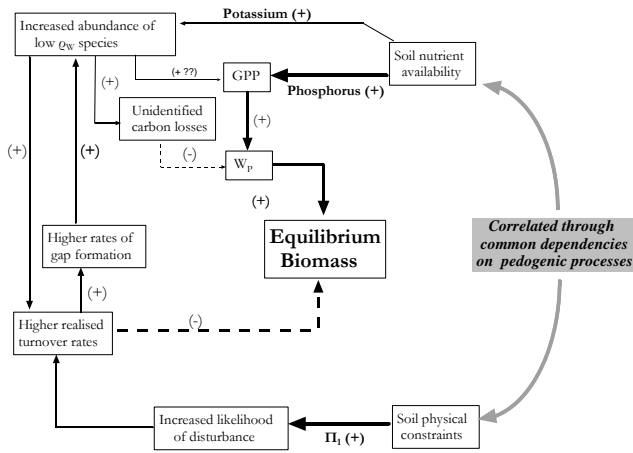 Increased abundance of
low ϱW species
Potassium (+)
Soil nutrient
availability
(+ ??)
GPP
Phosphorus (+)
(+)
Unidentified
carbon losses
(+)
(-)
WP
(+)
(+)
(+)
Equilibrium
Biomass
Correlated through
common dependencies
on pedogenic processes
Higher rates of
gap formation
(+)
Higher realised
turnover rates
(-)
Increased likelihood
of disturbance
Π1 (+)
Soil physical
constraints